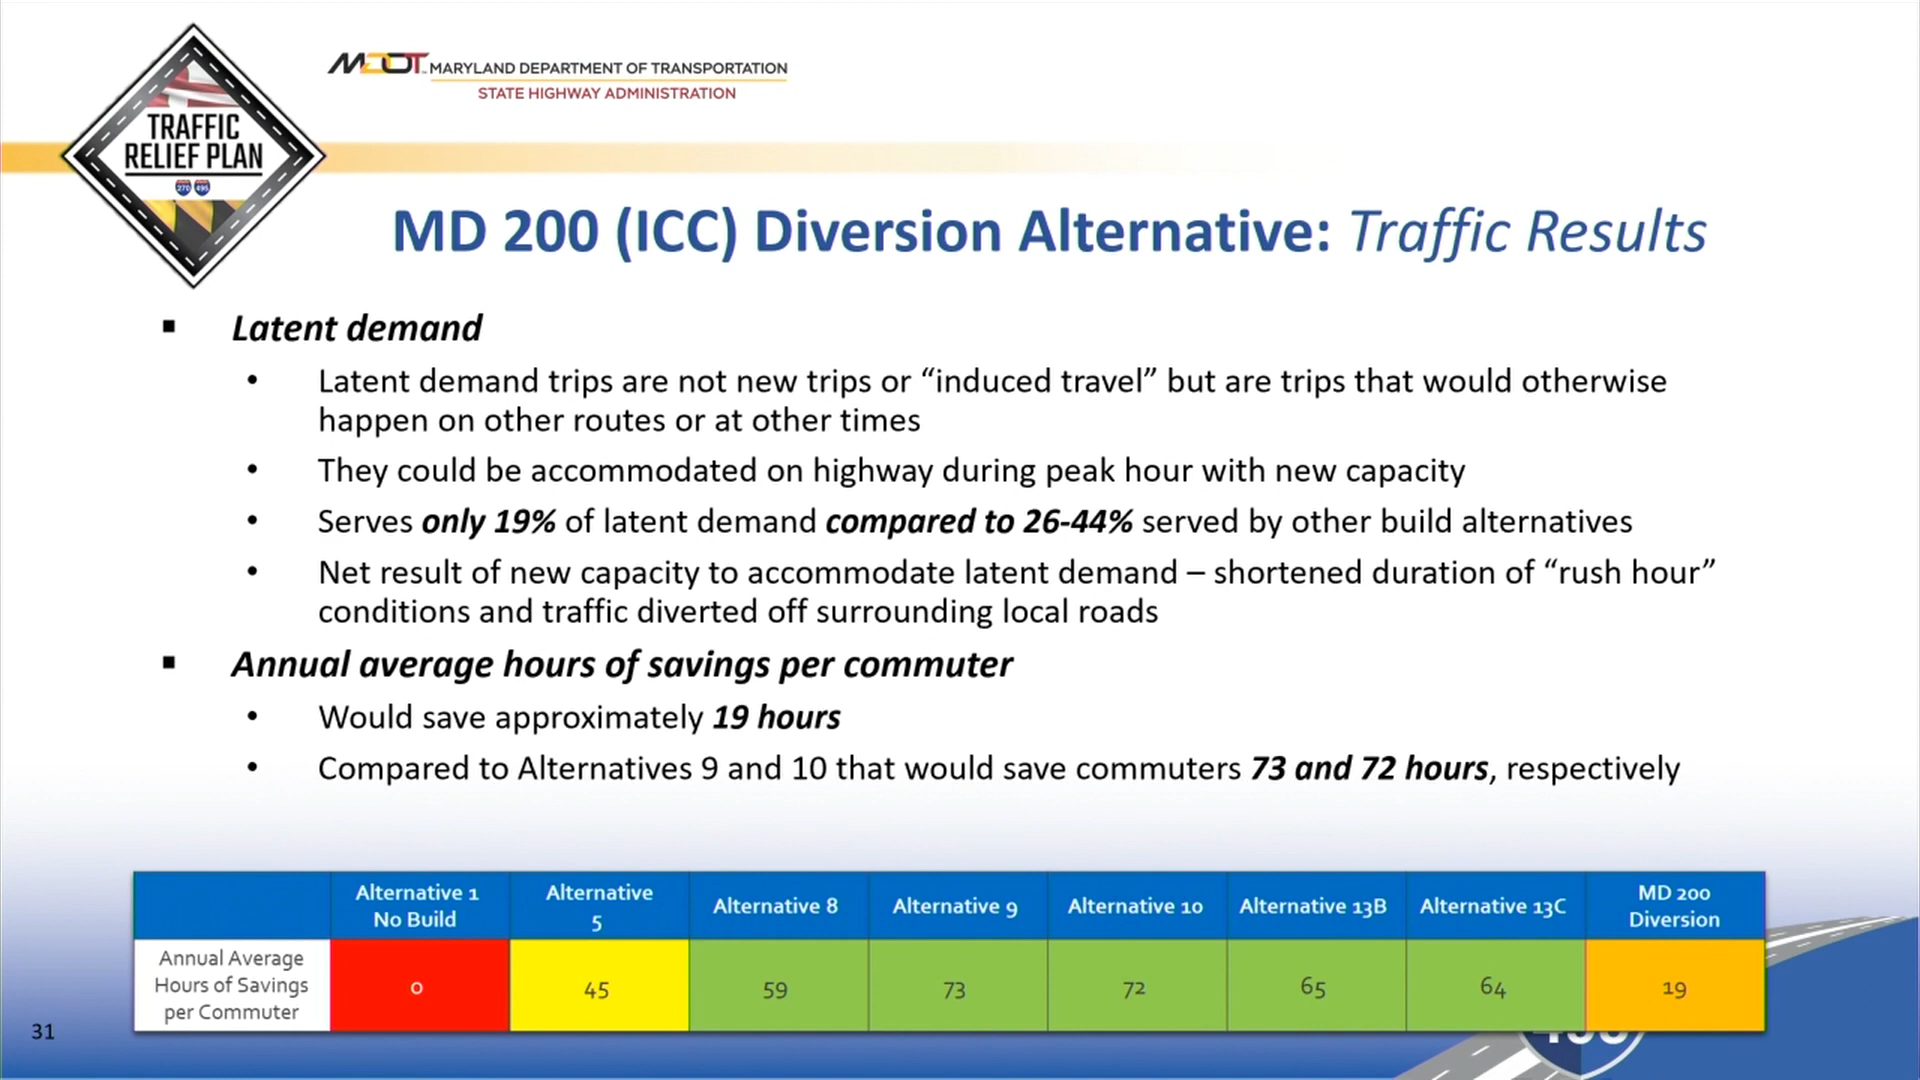 MDOT MARYLAND DEPARTMENT OF TRANSPORTATION
STATE HIGHWAY ADMINISTRATION
TRAFFIC
RELIEF PLAN
270 495
MD 200 (ICC) Diversion Alternative: Traffic Results
▪ Latent demand
• Latent demand trips are not new trips or “induced travel” but are trips that would otherwise
happen on other routes or at other times
• They could be accommodated on highway during peak hour with new capacity
• Serves only 19% of latent demand compared to 26-44% served by other build alternatives
• Net result of new capacity to accommodate latent demand – shortened duration of “rush hour”
conditions and traffic diverted off surrounding local roads
▪ Annual average hours of savings per commuter
• Would save approximately 19 hours
• Compared to Alternatives 9 and 10 that would save commuters 73 and 72 hours, respectively
Alternative 1
No Build
Alternative
5
Alternative 8
Alternative 9
Alternative 10
Alternative 13B
Alternative 13C
MD 200
Diversion
Annual Average
Hours of Savings
per Commuter
0
45
59
73
72
65
64
19
31